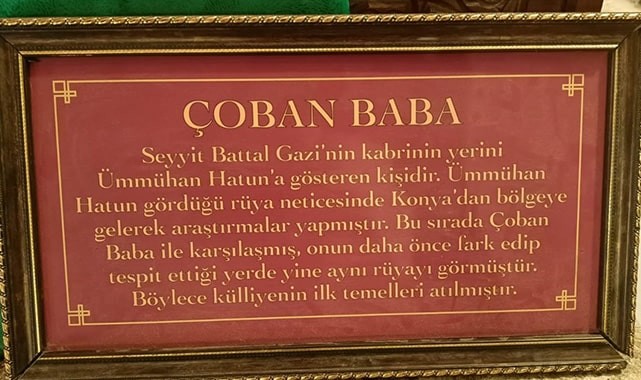 ÇOBAN BABA
Seyyit Battal Gazi'nin kabrinin yerini
Ümmühan Hatun'a gösteren kişidir. Ümmühan
Hatun gördüğü rüya neticesinde Konya'dan bölgeye
gelerek araştırmalar yapmıştır. Bu sırada Çoban
Baba ile karşılaşmış, onun daha önce fark edip
tespit ettiği yerde yine aynı rüyayı görmüştür.
Böylece külliyenin ilk temelleri atılmıştır.